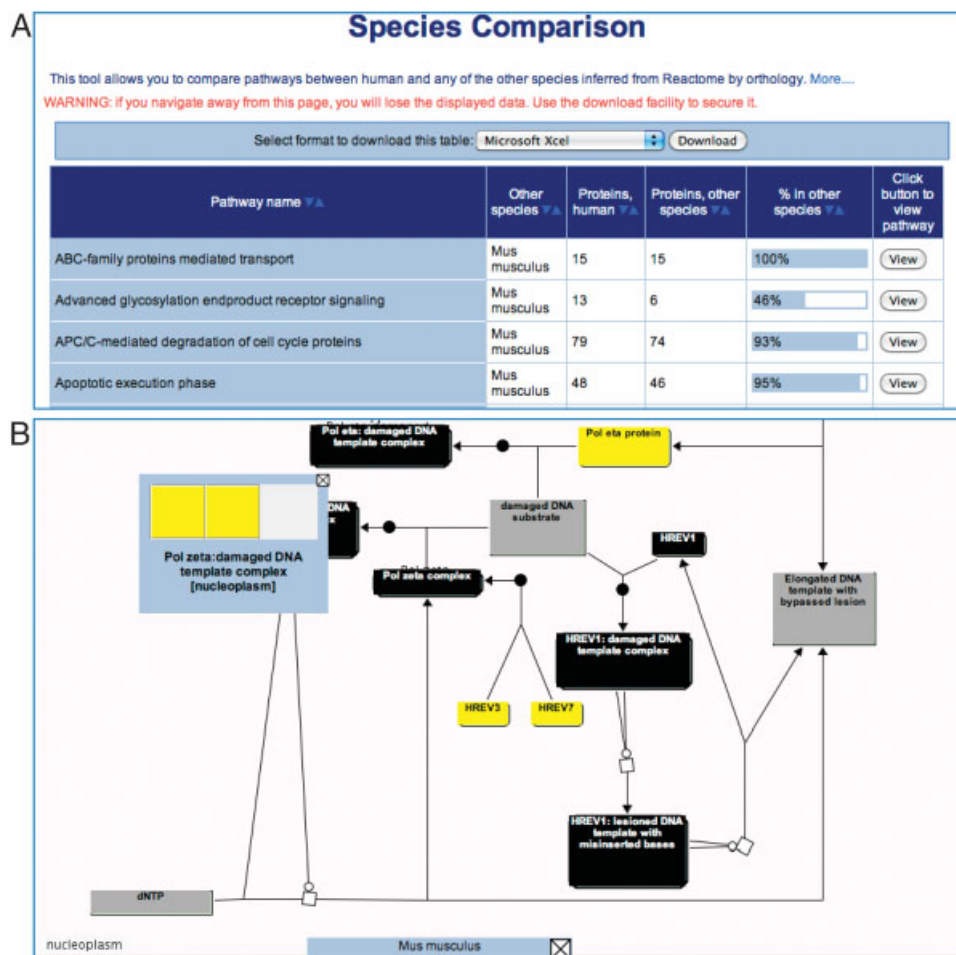 A
Species Comparison
This tool allows you to compare pathways between human and any of the other species inferred from Reactome by orthology. More....
WARNING: if you navigate away from this page, you will lose the displayed data. Use the download facility to secure it.
Select format to download this table: Microsoft Xcel Download
Pathway name
Other
species
Proteins,
human
Proteins, other
species
% in other
species
Click
button to
view
pathway
ABC-family proteins mediated transport
Mus
musculus
15
15
100%
View
Advanced glycosylation endproduct receptor signaling
Mus
musculus
13
6
46%
View
APC/C-mediated degradation of cell cycle proteins
Mus
musculus
79
74
93%
View
Apoptotic execution phase
Mus
musculus
48
46
95%
View
B
Pol eta: damaged DNA
template complex
Pol eta protein
damaged DNA
substrate
HREV1
Pol zeta:damaged DNA
template complex
[nucleoplasm]
DNA
Pol zeta complex
Elongated DNA
template with
bypassed lesion
HREV1: damaged DNA
template complex
HREV3
HREV7
HREV1: lesioned DNA
template with
misinserted bases
dNTP
nucleoplasm
Mus musculus